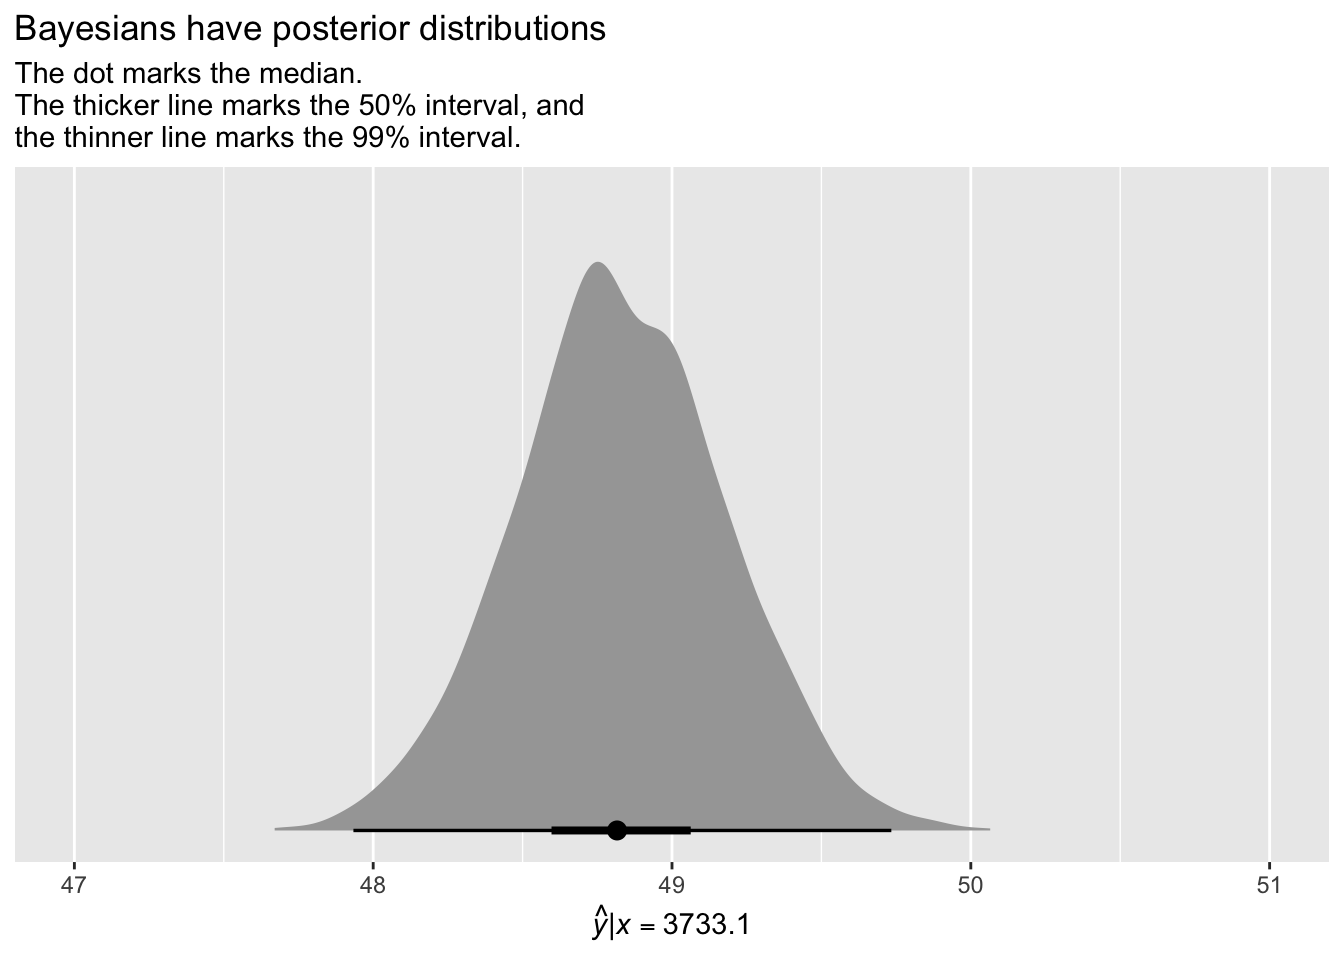 Bayesians have posterior distributions
The dot marks the median.
The thicker line marks the 50% interval, and
the thinner line marks the 99% interval.
47 48 49 50 51
ŷ|x = 3733.1